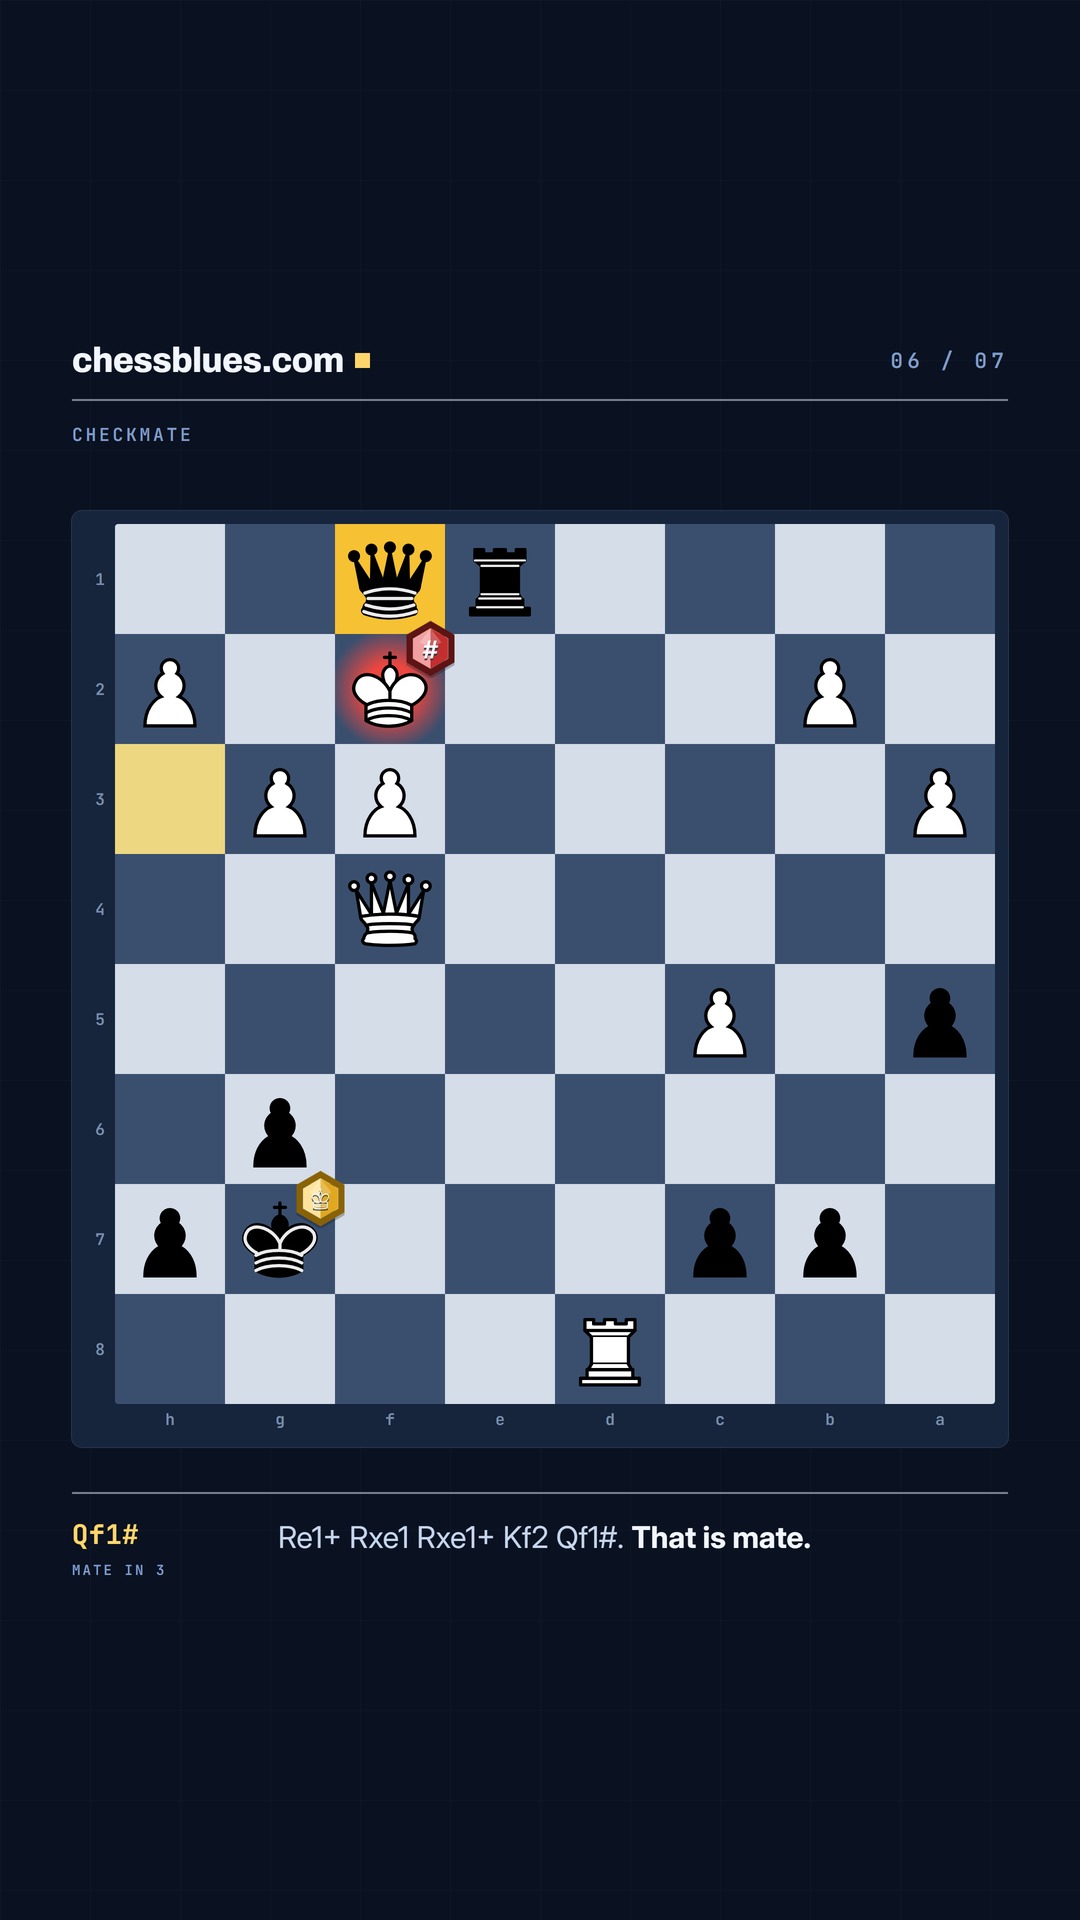 chessblues.com
06 / 07
CHECKMATE
1
#
2
3
4
5
6
7
8
h g f e d c b a
Qf1# Re1+ Rxe1 Rxe1+ Kf2 Qf1#. That is mate.
MATE IN 3